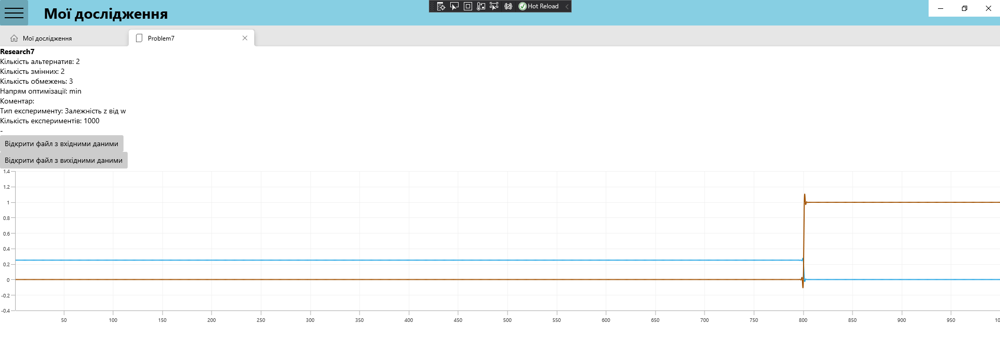 Мої дослідження
Hot Reload
Мої дослідження
Problem7
Research7
Кількість альтернатив: 2
Кількість змінних: 2
Кількість обмежень: 3
Напрям оптимізації: min
Коментар:
Тип експерименту: Залежність z від w
Кількість експериментів: 1000
-
Відкрити файл з вхідними даними
Відкрити файл з вихідними даними
1.4
1.2
1
0.8
0.6
0.4
0.2
0
-0.2
-0.4
50 100 150 200 250 300 350 400 450 500 550 600 650 700 750 800 850 900 950 10